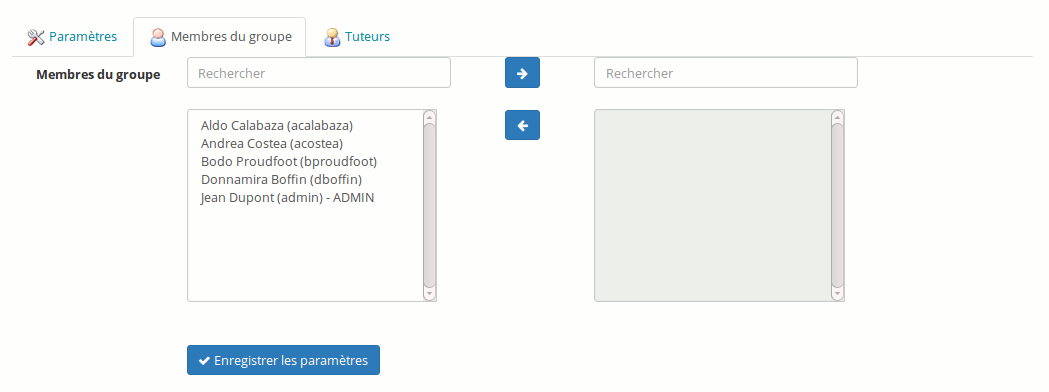 Paramètres Membres du groupe Tuteurs
Membres du groupe Rechercher Rechercher
Aldo Calabaza (acalabaza)
Andrea Costea (acostea)
Bodo Proudfoot (bproudfoot)
Donnamira Boffin (dboffin)
Jean Dupont (admin) - ADMIN
Enregistrer les paramètres